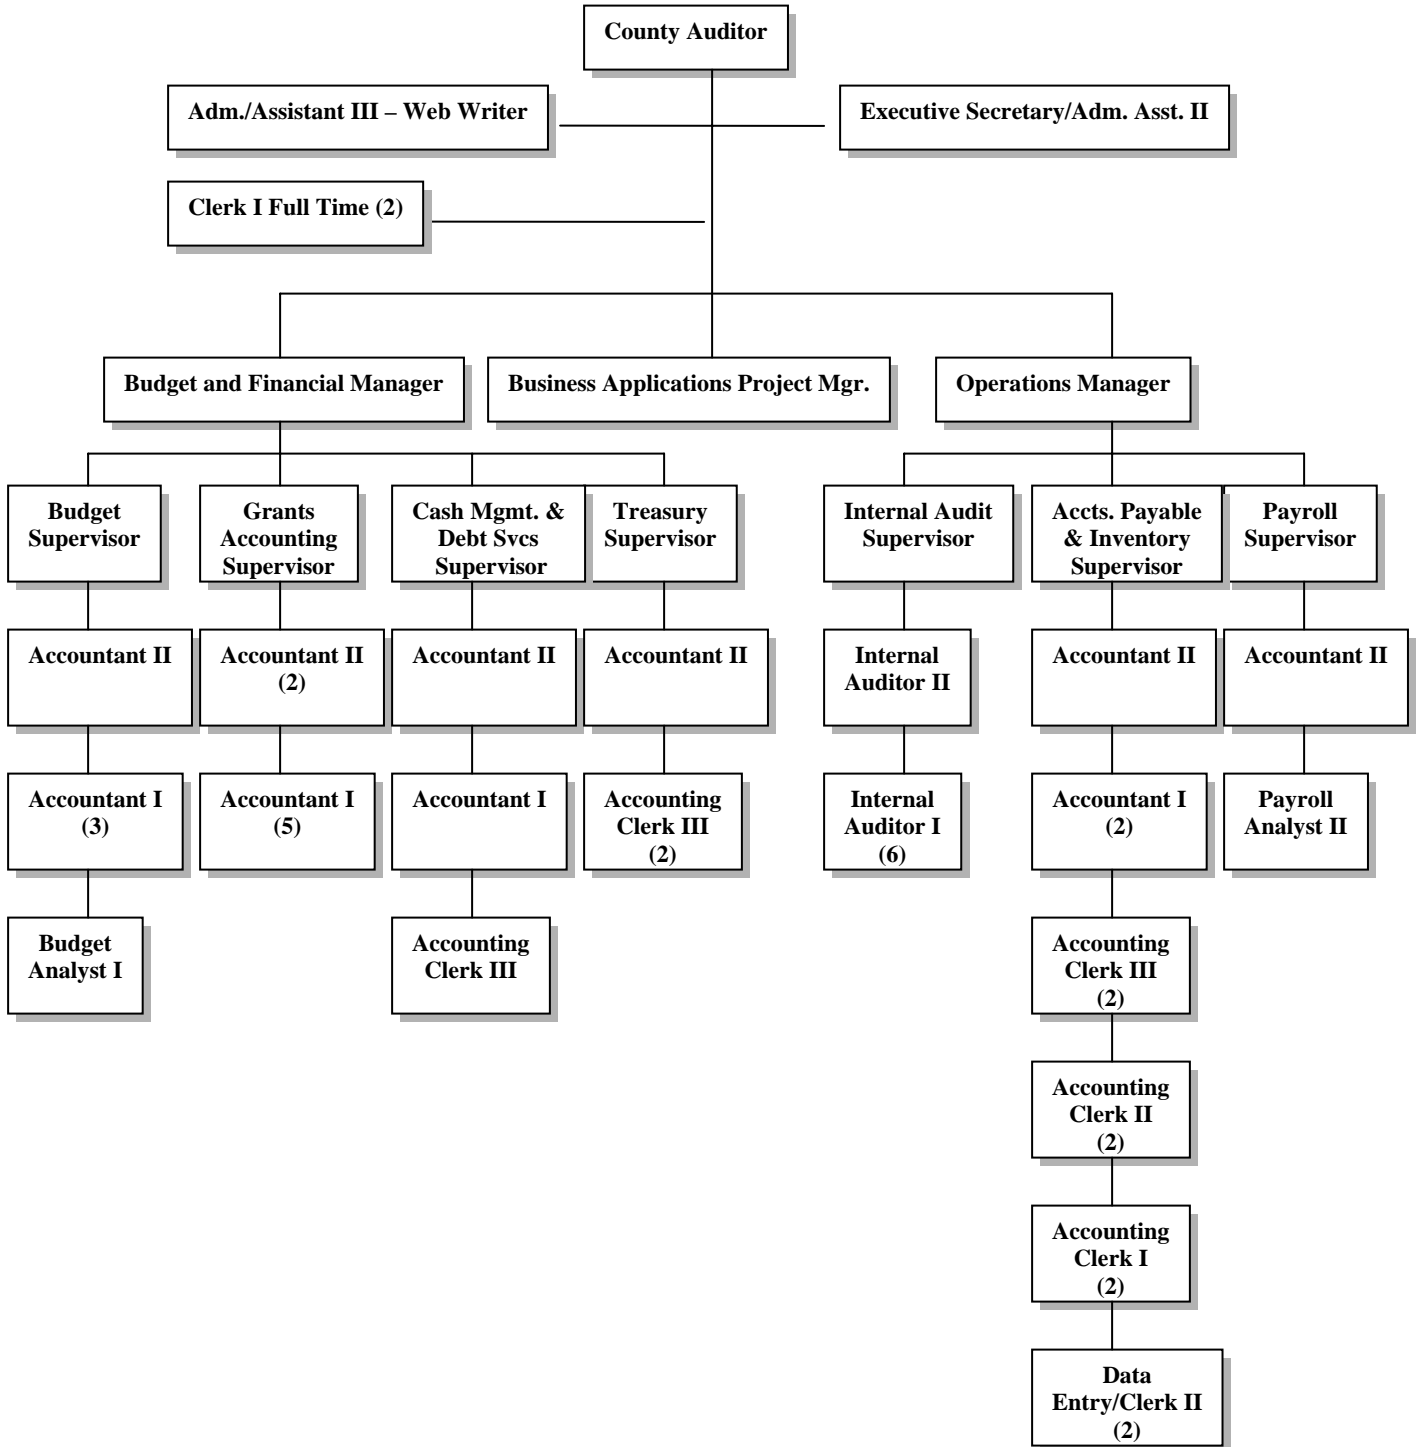 County Auditor
Adm./Assistant III – Web Writer
Executive Secretary/Adm. Asst. II
Clerk I Full Time (2)
Budget and Financial Manager
Business Applications Project Mgr.
Operations Manager
Budget
Supervisor
Grants
Accounting
Supervisor
Cash Mgmt. &
Debt Svcs
Supervisor
Treasury
Supervisor
Internal Audit
Supervisor
Accts. Payable
& Inventory
Supervisor
Payroll
Supervisor
Accountant II
Accountant II
(2)
Accountant II
Accountant II
Internal
Auditor II
Accountant II
Accountant II
Accountant I
(3)
Accountant I
(5)
Accountant I
Accounting
Clerk III
(2)
Internal
Auditor I
(6)
Accountant I
(2)
Payroll
Analyst II
Budget
Analyst I
Accounting
Clerk III
Accounting
Clerk III
(2)
Accounting
Clerk II
(2)
Accounting
Clerk I
(2)
Data
Entry/Clerk II
(2)